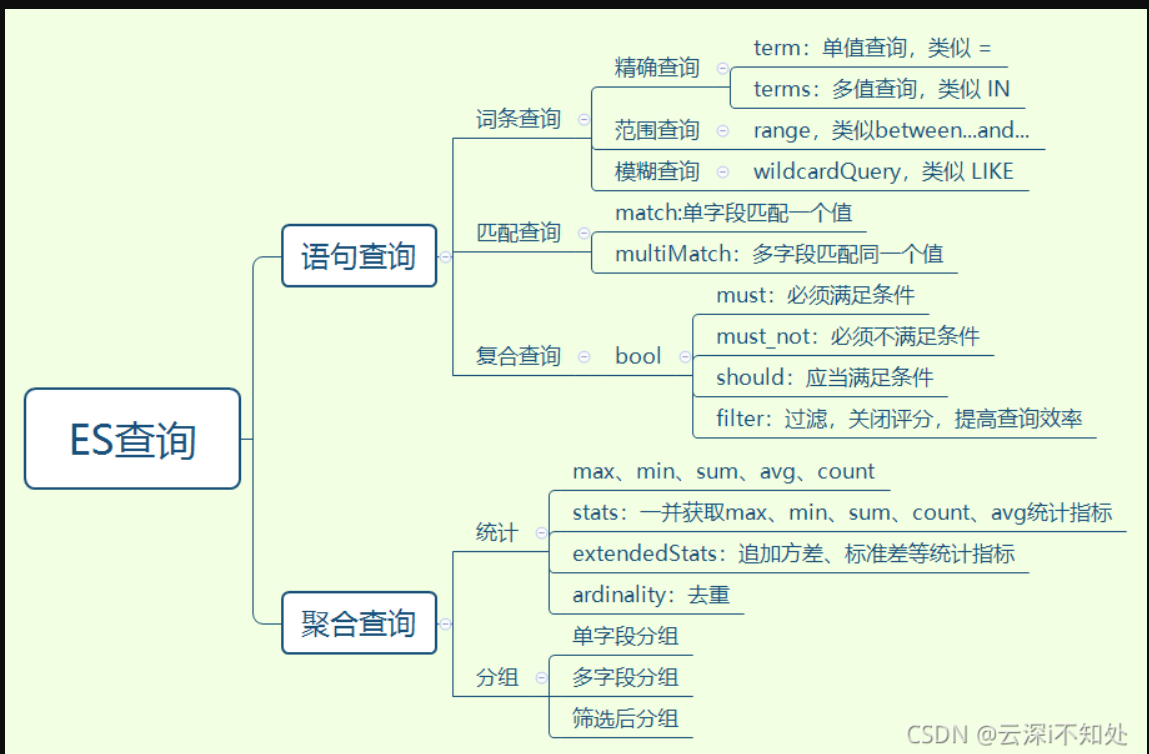 ES查询
语句查询
词条查询
精确查询
term：单值查询，类似 =
terms：多值查询，类似 IN
范围查询
range，类似between...and...
模糊查询
wildcardQuery，类似 LIKE
匹配查询
match:单字段匹配一个值
multiMatch：多字段匹配同一个值
复合查询
bool
must：必须满足条件
must_not：必须不满足条件
should：应当满足条件
filter：过滤，关闭评分，提高查询效率
聚合查询
统计
max、min、sum、avg、count
stats：一并获取max、min、sum、count、avg统计指标
extendedStats：追加方差、标准差等统计指标
ardinality：去重
分组
单字段分组
多字段分组
筛选后分组
CSDN @云深i不知处